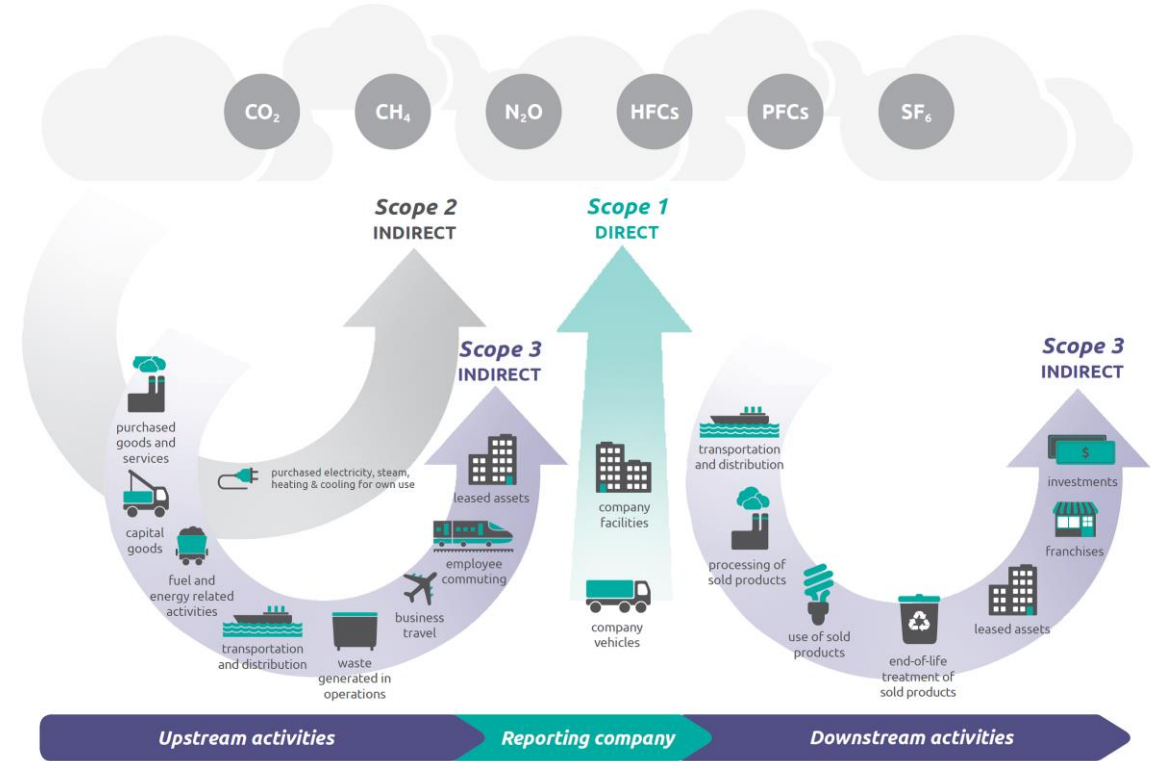 CO₂
CH₄
N₂O
HFCs
PFCs
SF₆
Scope 2
INDIRECT
Scope 1
DIRECT
Scope 3
INDIRECT
Scope 3
INDIRECT
purchased
goods and
services
capital
goods
fuel and
energy related
activities
purchased electricity, steam,
heating & cooling for own use
transportation
and distribution
waste
generated in
operations
business
travel
employee
commuting
leased assets
company
facilities
company
vehicles
transportation
and distribution
processing of
sold products
use of sold
products
end-of-life
treatment of
sold products
leased assets
franchises
$
investments
Upstream activities
Reporting company
Downstream activities